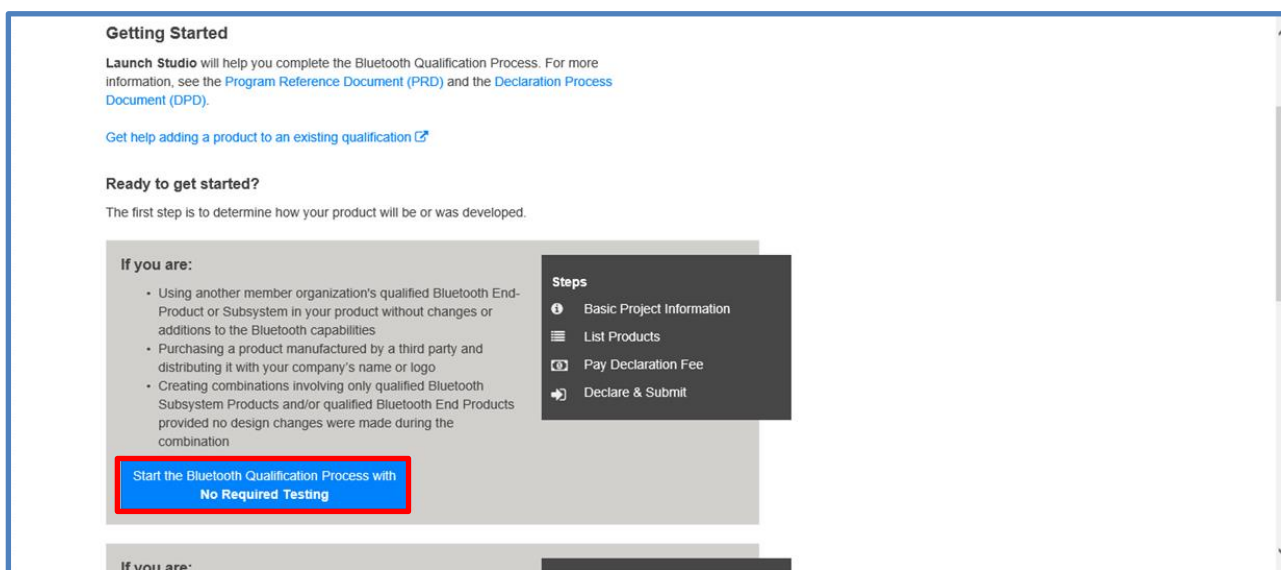 Getting Started
Launch Studio will help you complete the Bluetooth Qualification Process. For more
information, see the Program Reference Document (PRD) and the Declaration Process
Document (DPD).
Get help adding a product to an existing qualification
Ready to get started?
The first step is to determine how your product will be or was developed.
If you are:
• Using another member organization's qualified Bluetooth End-
Product or Subsystem in your product without changes or
additions to the Bluetooth capabilities
• Purchasing a product manufactured by a third party and
distributing it with your company's name or logo
• Creating combinations involving only qualified Bluetooth
Subsystem Products and/or qualified Bluetooth End Products
provided no design changes were made during the
combination
Start the Bluetooth Qualification Process with
No Required Testing
Steps
Basic Project Information
List Products
Pay Declaration Fee
Declare & Submit
If you are: